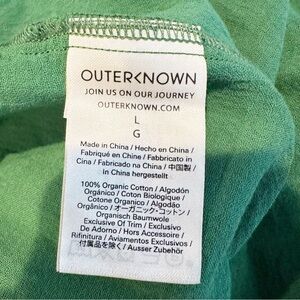 OUTERKNOWN
JOIN US ON OUR JOURNEY
OUTERKNOWN.COM
L
G
Made in China / Hecho en China /
Fabriqué en Chine / Fabbricato in
Cina / Fabricado na China / 中国製 /
In China hergestellt
100% Organic Cotton / Algodón
Orgánico / Coton Biologique /
Cotone Organico / Algodão
Orgânico / オーガニック・コットン /
Organisch Baumwole
Exclusive Of Trim / Exclusivo
De Adorno / Hors Accessoire /
Rifinitura / Aviamentos Exclusivos /
付属品を除く / Ausser Zubehör